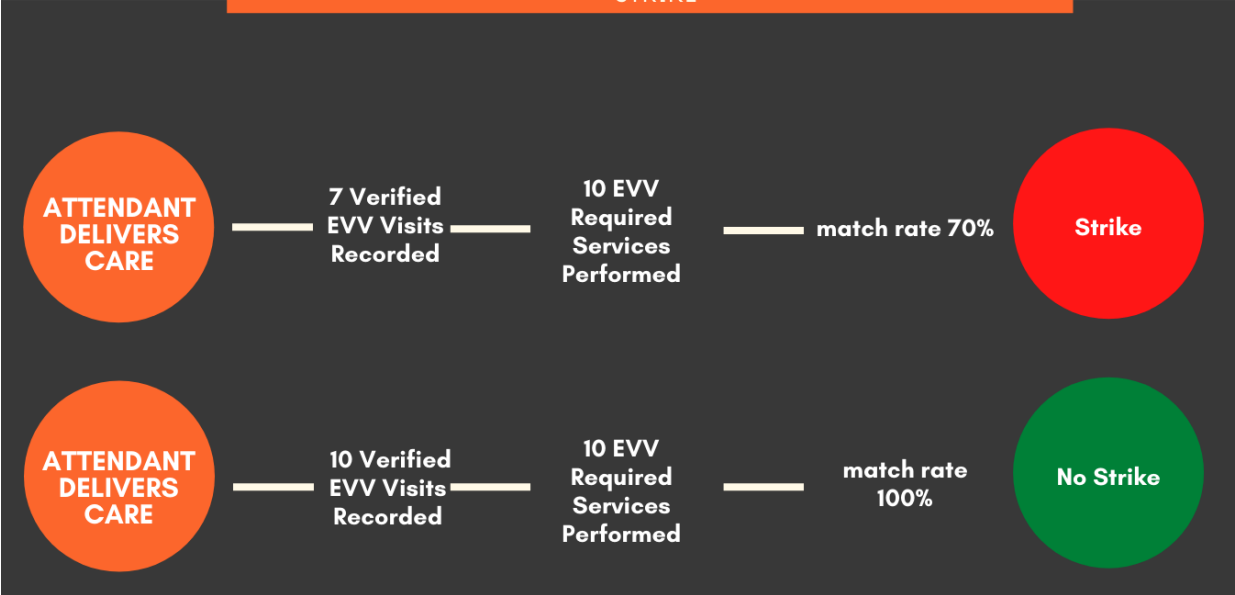 STRIKE
ATTENDANT
DELIVERS
CARE
7 Verified
EVV Visits
Recorded
10 EVV
Required
Services
Performed
match rate 70%
Strike
ATTENDANT
DELIVERS
CARE
10 Verified
EVV Visits
Recorded
10 EVV
Required
Services
Performed
match rate
100%
No Strike